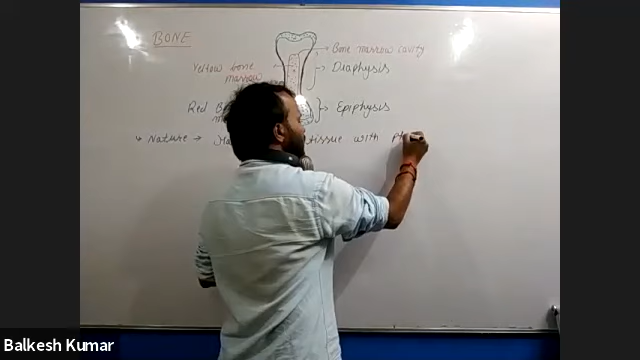 BONE
Bone marrow cavity
Yellow bone marrow
Diaphysis
Red
Epiphysis
Nature → tissue with
Balkesh Kumar